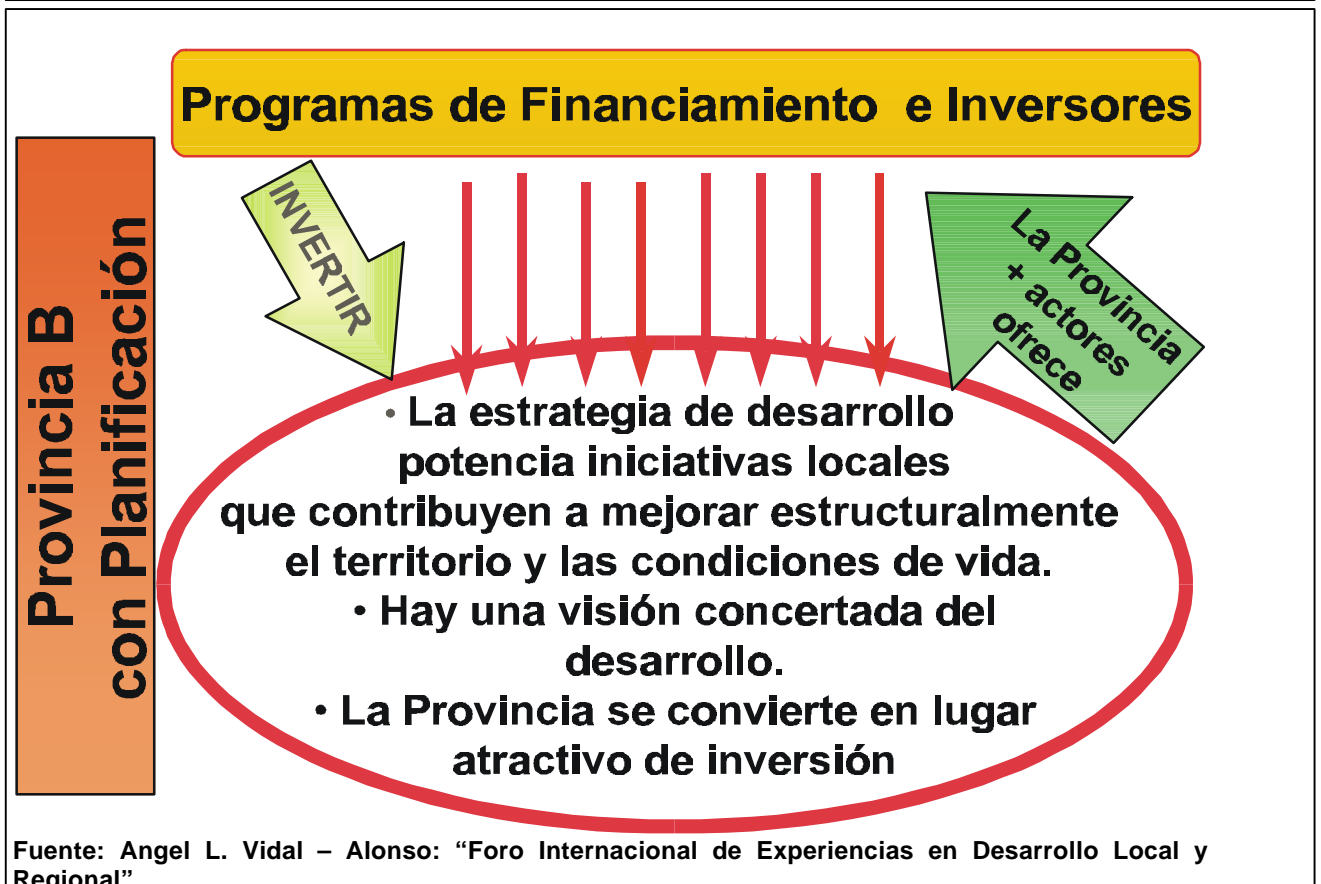 Programas de Financiamiento e Inversores
Provincia B
con Planificación
INVERTIR
La Provincia
+ actores
ofrece
• La estrategia de desarrollo
potencia iniciativas locales
que contribuyen a mejorar estructuralmente
el territorio y las condiciones de vida.
• Hay una visión concertada del
desarrollo.
• La Provincia se convierte en lugar
atractivo de inversión
Fuente: Angel L. Vidal – Alonso: “Foro Internacional de Experiencias en Desarrollo Local y
Regional”